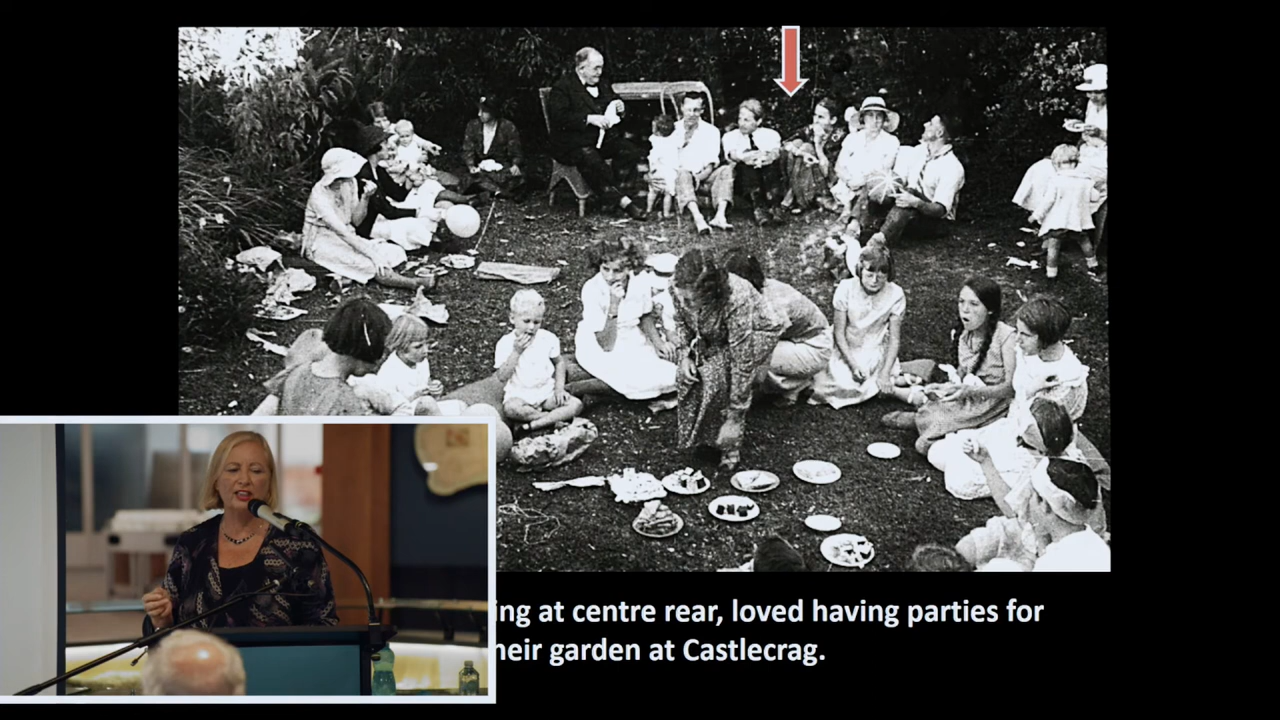 ing at centre rear, loved having parties for
heir garden at Castlecrag.